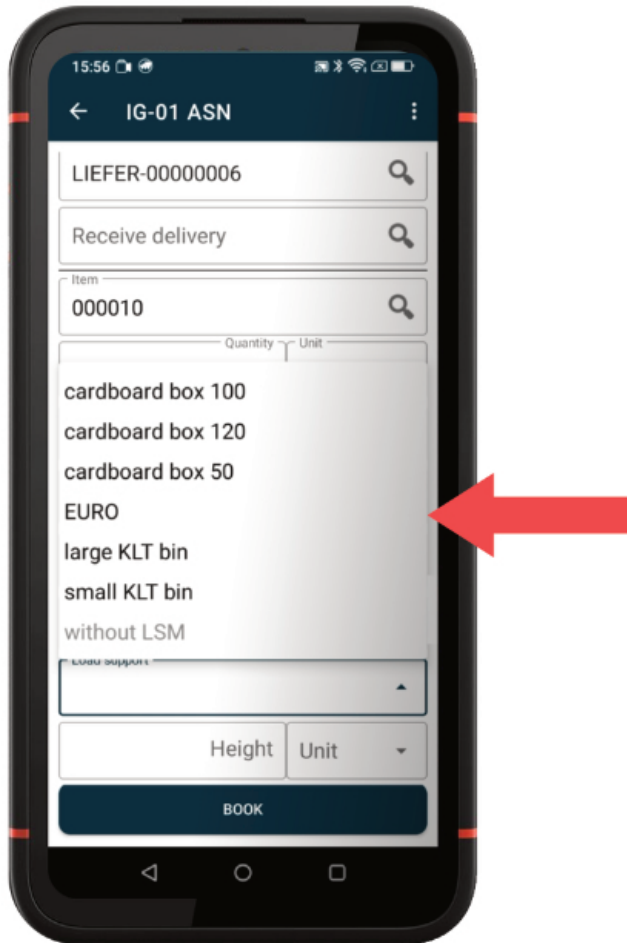 15:56
IG-01 ASN
LIEFER-00000006
Receive delivery
Item
000010
Quantity Unit
cardboard box 100
cardboard box 120
cardboard box 50
EURO
large KLT bin
small KLT bin
without LSM
Load support
Height Unit
BOOK